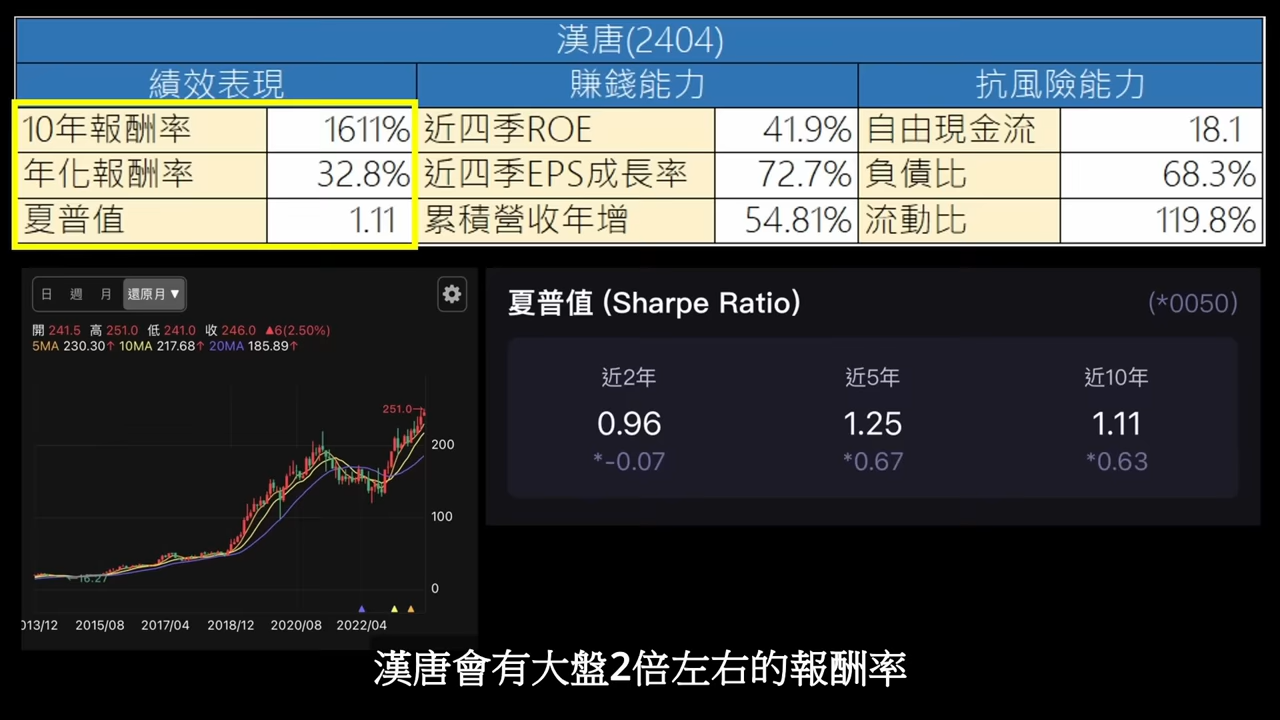 漢唐(2404)
績效表現 賺錢能力 抗風險能力
10年報酬率 1611% 近四季ROE 41.9% 自由現金流 18.1
年化報酬率 32.8% 近四季EPS成長率 72.7% 負債比 68.3%
夏普值 1.11 累積營收年增 54.81% 流動比 119.8%
日 週 月 還原月▼
開 241.5 高 251.0 低 241.0 收 246.0 ▲6(2.50%)
5MA 230.30↑ 10MA 217.68↑ 20MA 185.89↑
251.0
200
100
16.27
0
013/12 2015/08 2017/04 2018/12 2020/08 2022/04
夏普值 (Sharpe Ratio) (*0050)
近2年 近5年 近10年
0.96 1.25 1.11
*-0.07 *0.67 *0.63
漢唐會有大盤2倍左右的報酬率